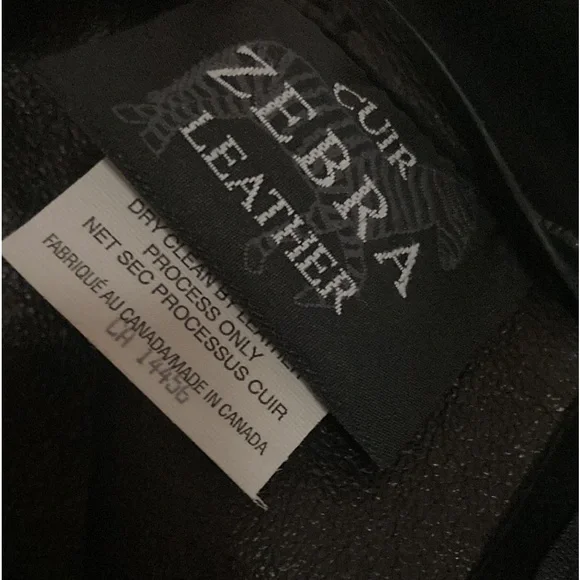 CUIR
ZEBRA
LEATHER
DRY CLEAN BY LEATHER
PROCESS ONLY
NET SEC PROCESSUS CUIR
FABRIQUÉ AU CANADA/MADE IN CANADA
CA 14456